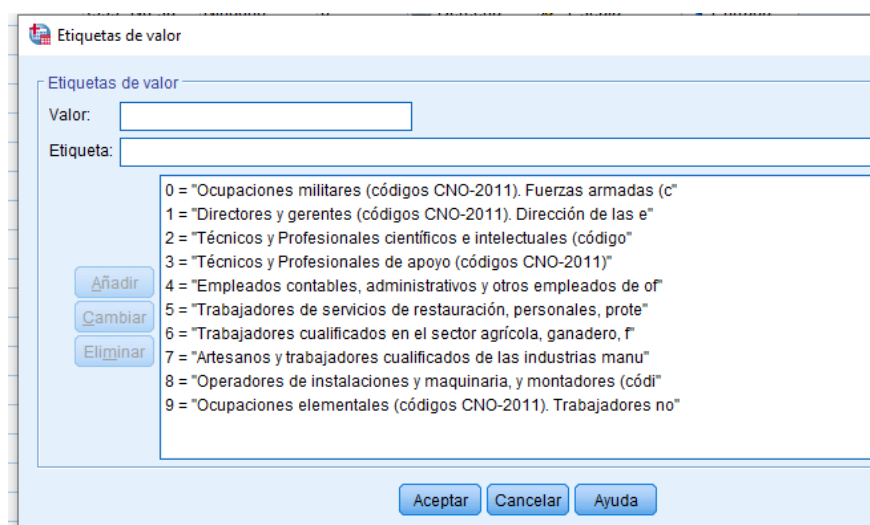 Etiquetas de valor
Etiquetas de valor
Valor:
Etiqueta:
0 = "Ocupaciones militares (códigos CNO-2011). Fuerzas armadas (c"
1 = "Directores y gerentes (códigos CNO-2011). Dirección de las e"
2 = "Técnicos y Profesionales científicos e intelectuales (código"
3 = "Técnicos y Profesionales de apoyo (códigos CNO-2011)"
4 = "Empleados contables, administrativos y otros empleados de of"
5 = "Trabajadores de servicios de restauración, personales, prote"
6 = "Trabajadores cualificados en el sector agrícola, ganadero, f"
7 = "Artesanos y trabajadores cualificados de las industrias manu"
8 = "Operadores de instalaciones y maquinaria, y montadores (códi"
9 = "Ocupaciones elementales (códigos CNO-2011). Trabajadores no"
Añadir
Cambiar
Eliminar
Aceptar Cancelar Ayuda